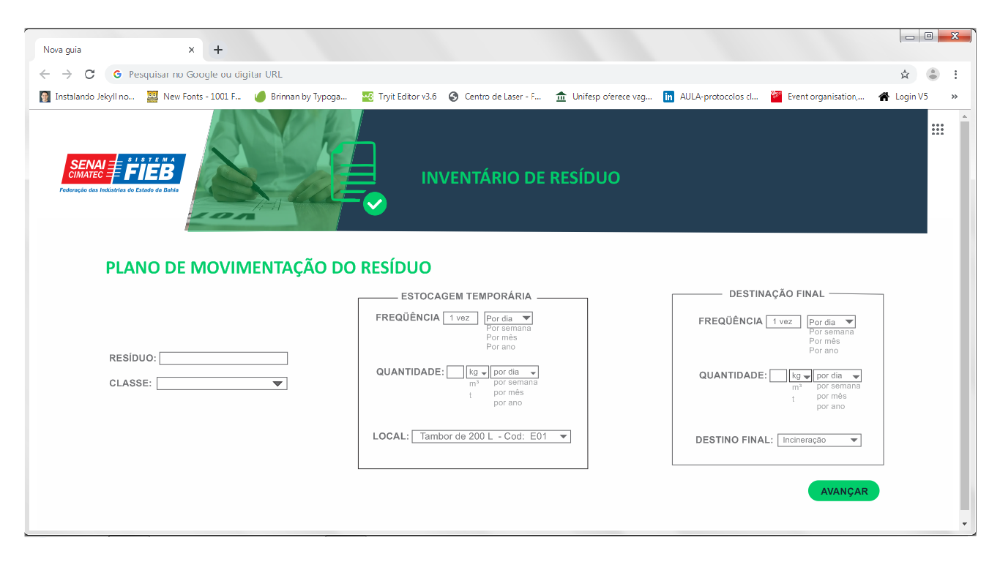 Nova guia
Pesquisar no Google ou digitar URL
Instalando Jekyll no... New Fonts - 1001 F... Brinnan by Typoga... Tryit Editor v3.6 Centro de Laser - F... Unifesp oferece vag... AULA-protocolos cl... Event organisation,... Login V5 »
SENAI CIMATEC SISTEMA FIEB
Federação das Indústrias do Estado da Bahia
INVENTÁRIO DE RESÍDUO
PLANO DE MOVIMENTAÇÃO DO RESÍDUO
RESÍDUO:
CLASSE:
ESTOCAGEM TEMPORÁRIA
FREQÜÊNCIA 1 vez Por dia
Por semana
Por mês
Por ano
QUANTIDADE: kg por dia
m³ por semana
t por mês
por ano
LOCAL: Tambor de 200 L - Cod: E01
DESTINAÇÃO FINAL
FREQÜÊNCIA 1 vez Por dia
Por semana
Por mês
Por ano
QUANTIDADE: kg por dia
m³ por semana
t por mês
por ano
DESTINO FINAL: Incineração
AVANÇAR